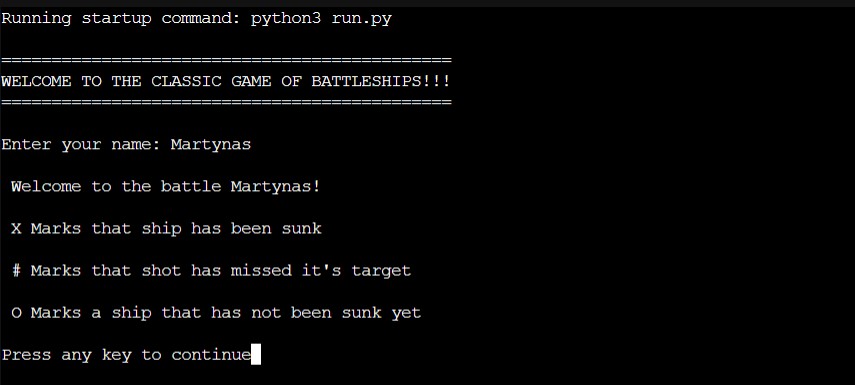 Running startup command: python3 run.py
=============================================
WELCOME TO THE CLASSIC GAME OF BATTLESHIPS!!!
=============================================
Enter your name: Martynas
Welcome to the battle Martynas!
X Marks that ship has been sunk
# Marks that shot has missed it's target
O Marks a ship that has not been sunk yet
Press any key to continue